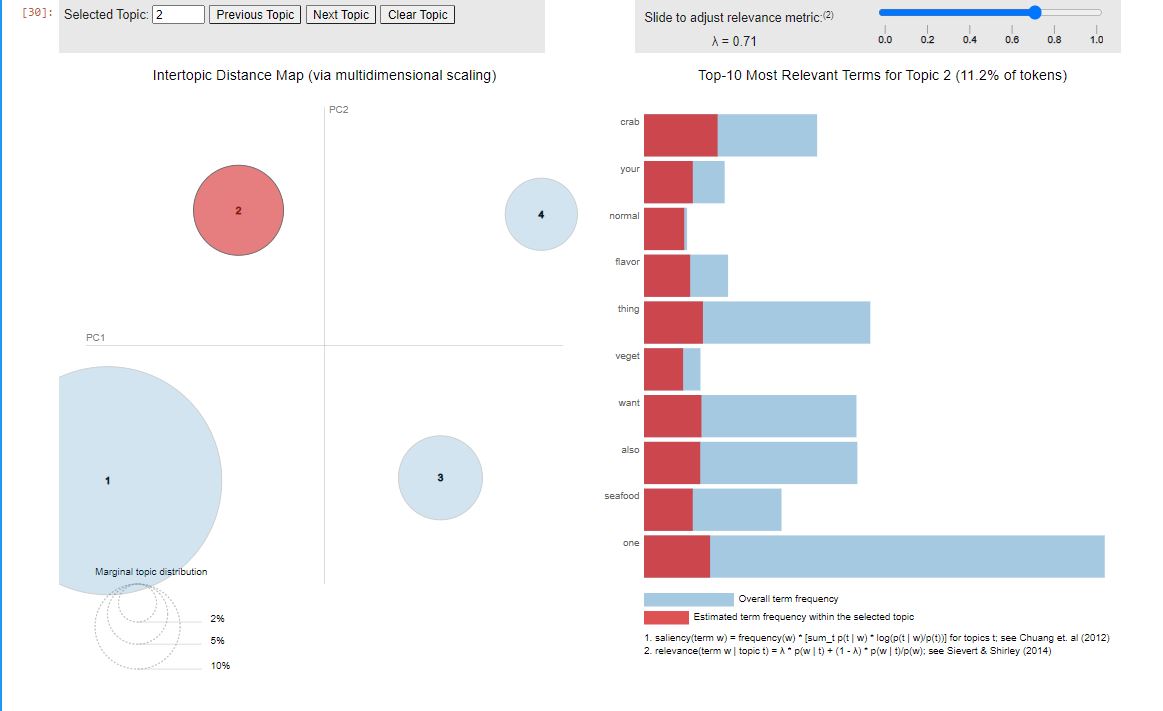 [30]:
Selected Topic: 2 Previous Topic Next Topic Clear Topic
Slide to adjust relevance metric:(2)
λ = 0.71
0.0 0.2 0.4 0.6 0.8 1.0
Intertopic Distance Map (via multidimensional scaling)
PC2
PC1
2
4
1
3
Marginal topic distribution
2%
5%
10%
Top-10 Most Relevant Terms for Topic 2 (11.2% of tokens)
crab
your
normal
flavor
thing
veget
want
also
seafood
one
Overall term frequency
Estimated term frequency within the selected topic
1. saliency(term w) = frequency(w) * [sum_t p(t | w) * log(p(t | w)/p(t))] for topics t; see Chuang et. al (2012)
2. relevance(term w | topic t) = λ * p(w | t) + (1 - λ) * p(w | t)/p(w); see Sievert & Shirley (2014)